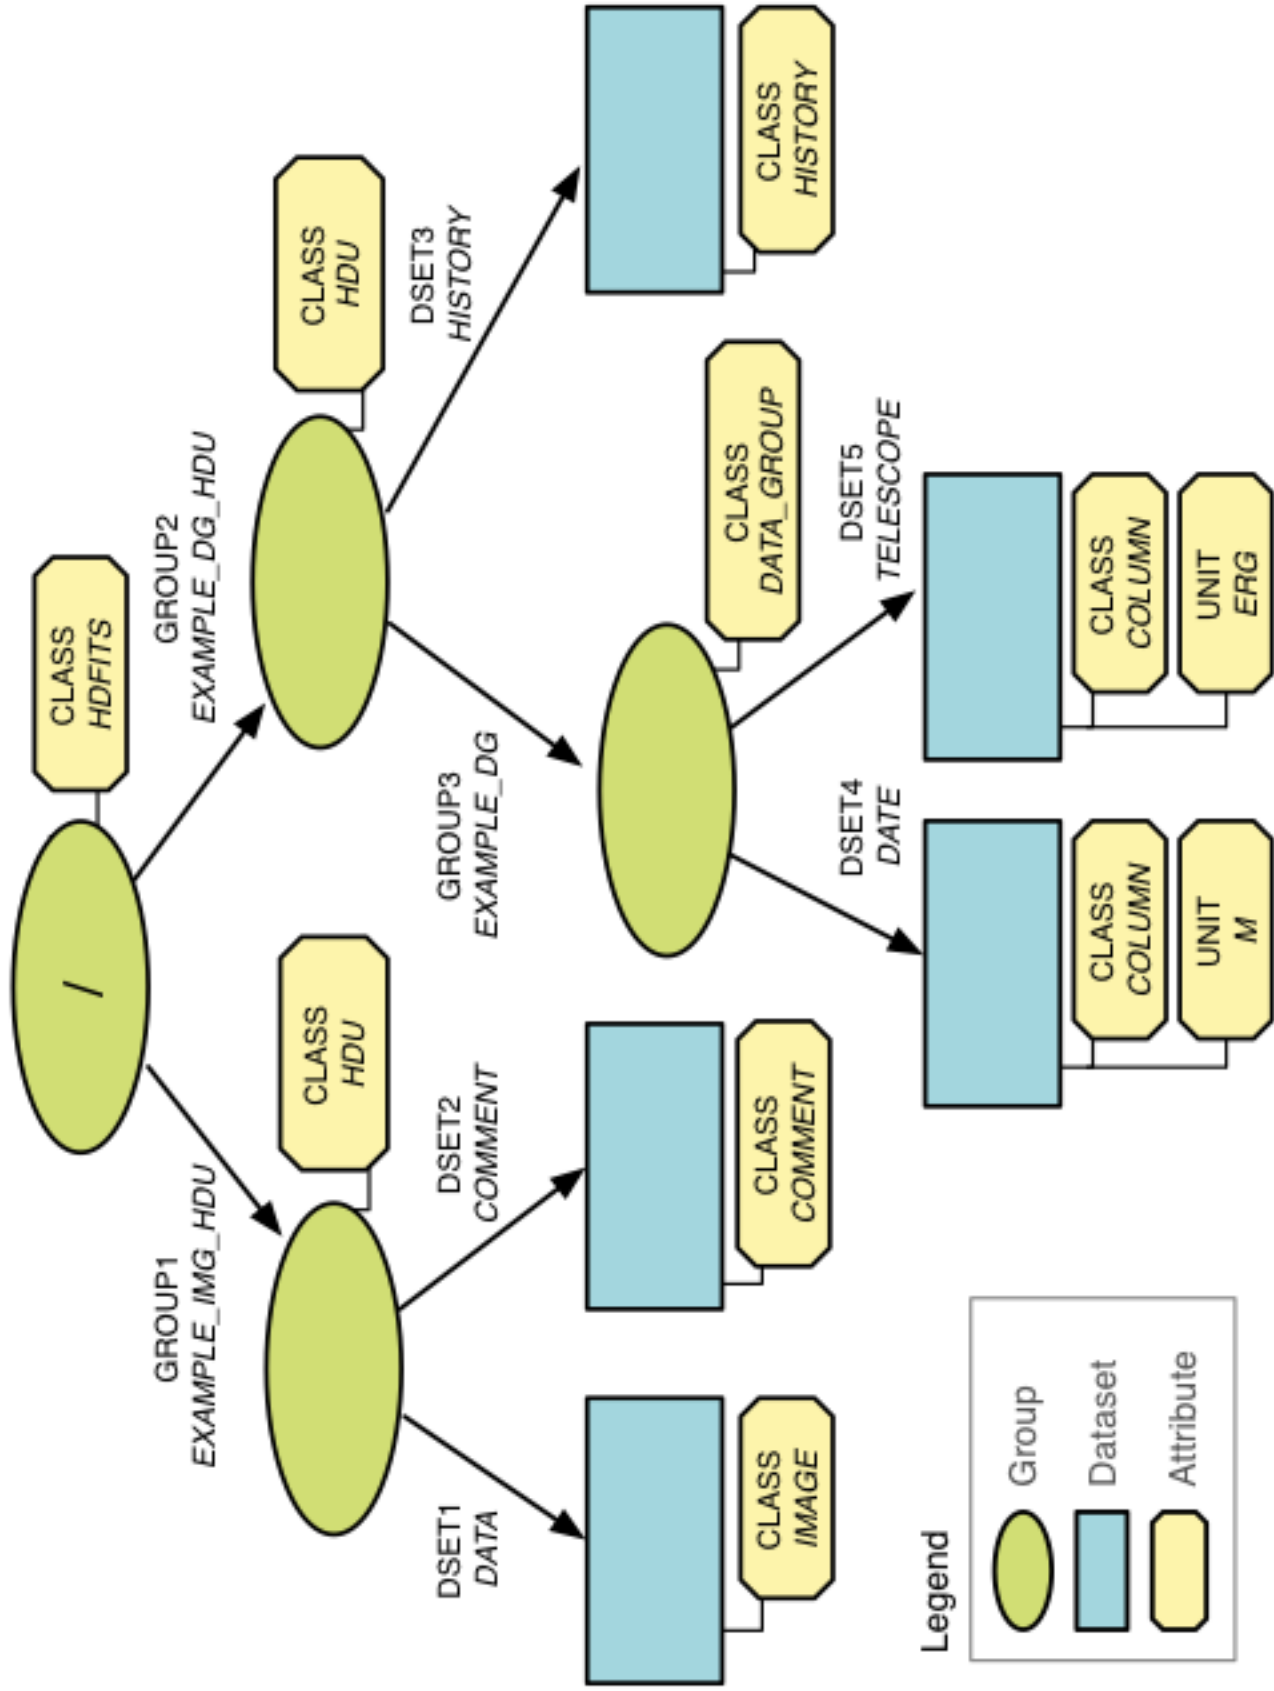 /
CLASS
HDFITS
GROUP1
EXAMPLE_IMG_HDU
GROUP2
EXAMPLE_DG_HDU
CLASS
HDU
CLASS
HDU
DSET1
DATA
DSET2
COMMENT
GROUP3
EXAMPLE_DG
DSET3
HISTORY
CLASS
IMAGE
CLASS
COMMENT
CLASS
DATA_GROUP
CLASS
HISTORY
DSET4
DATE
DSET5
TELESCOPE
CLASS
COLUMN
UNIT
M
CLASS
COLUMN
UNIT
ERG
Legend
Group
Dataset
Attribute